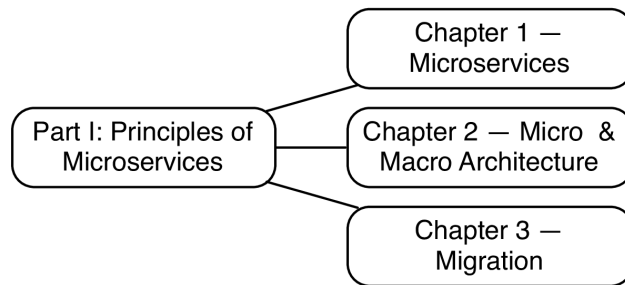 Chapter 1 —
Microservices
Part I: Principles of
Microservices
Chapter 2 — Micro &
Macro Architecture
Chapter 3 —
Migration